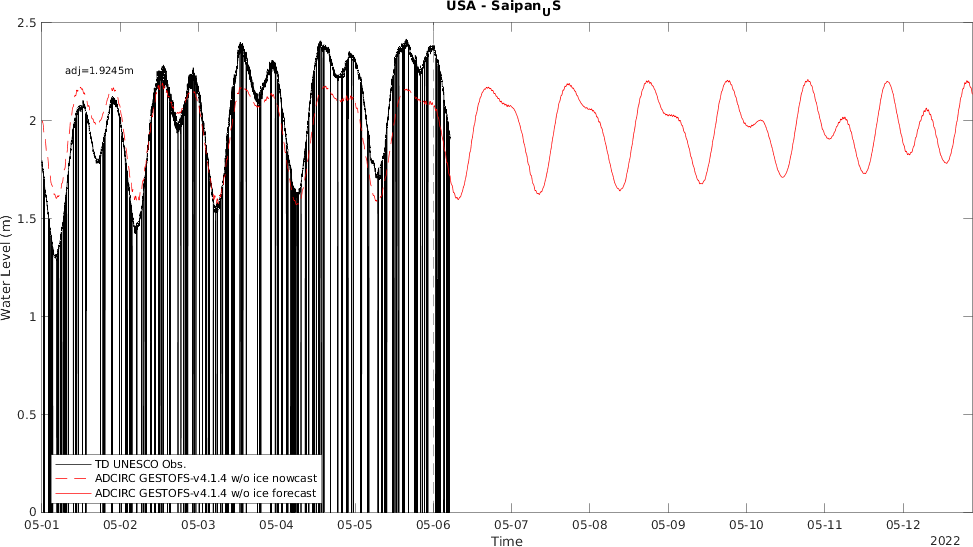 USA - Saipan_US
2.5
adj=1.9245m
2
1.5
Water Level (m)
1
0.5
TD UNESCO Obs.
ADCIRC GESTOFS-v4.1.4 w/o ice nowcast
ADCIRC GESTOFS-v4.1.4 w/o ice forecast
0
05-01 05-02 05-03 05-04 05-05 05-06 05-07 05-08 05-09 05-10 05-11 05-12
Time
2022